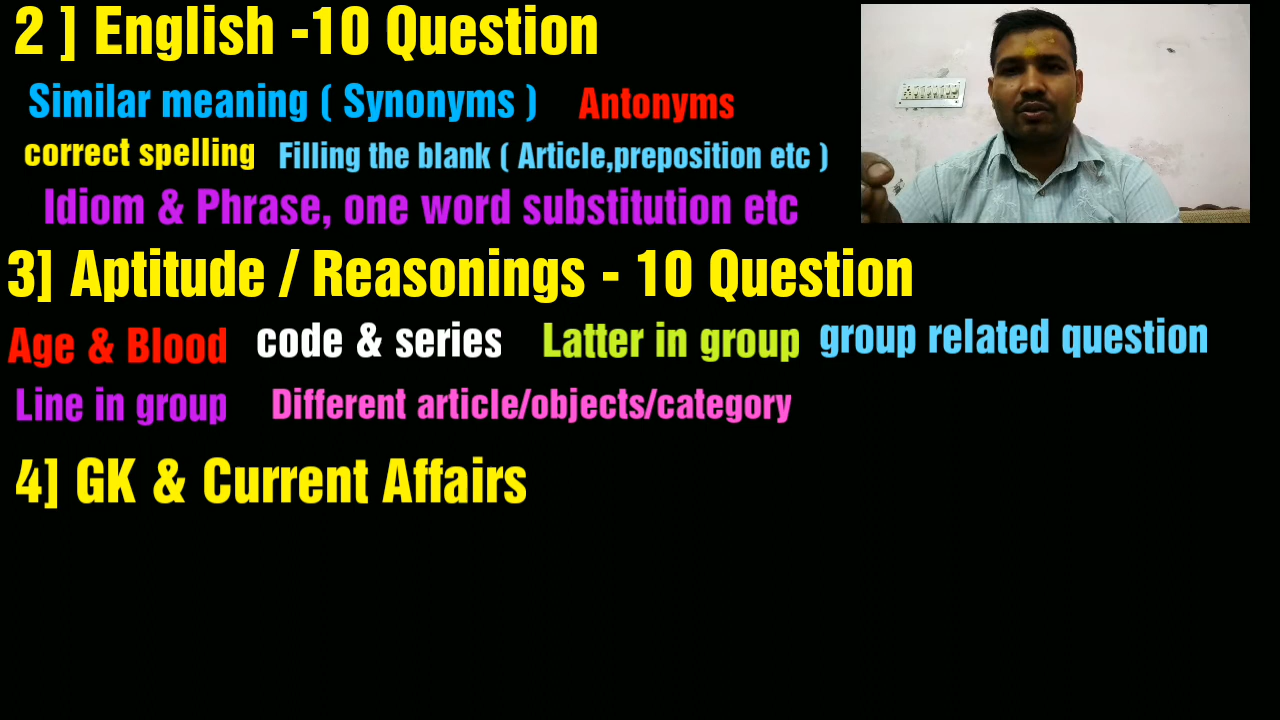 2 ] English -10 Question
Similar meaning ( Synonyms ) Antonyms
correct spelling Filling the blank ( Article,preposition etc )
Idiom & Phrase, one word substitution etc
3] Aptitude / Reasonings - 10 Question
Age & Blood code & series Latter in group group related question
Line in group Different article/objects/category
4] GK & Current Affairs